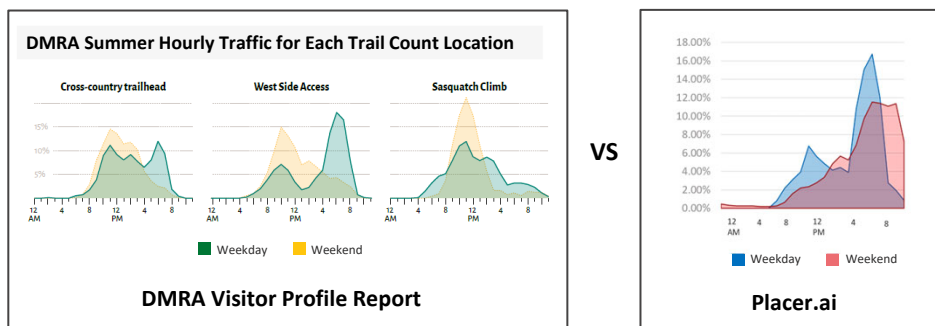 DMRA Summer Hourly Traffic for Each Trail Count Location
Cross-country trailhead
West Side Access
Sasquatch Climb
15%
10%
5%
12 AM 4 8 12 PM 4 8
12 AM 4 8 12 PM 4 8
12 AM 4 8 12 PM 4 8
Weekday Weekend
DMRA Visitor Profile Report
VS
18.00%
16.00%
14.00%
12.00%
10.00%
8.00%
6.00%
4.00%
2.00%
0.00%
12 AM 4 8 12 PM 4 8
Weekday Weekend
Placer.ai